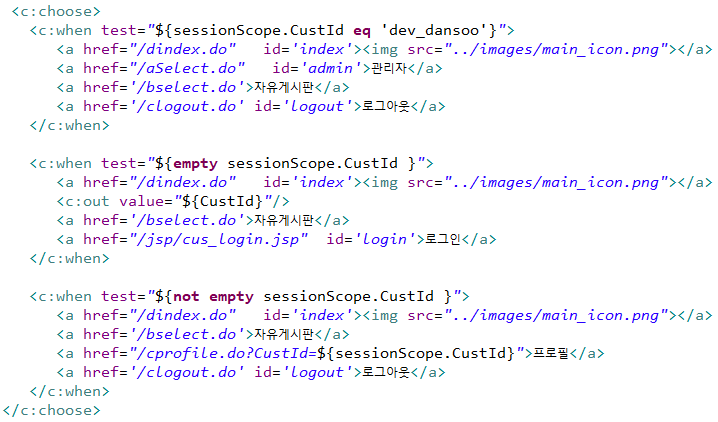 <c:choose>
<c:when test="${sessionScope.CustId eq 'dev_dansoo'}">
<a href="/dindex.do"   id='index'><img src="../images/main_icon.png"></a>
<a href="/aSelect.do"   id='admin'>관리자</a>
<a href='/bselect.do'>자유게시판</a>
<a href='/clogout.do' id='logout'>로그아웃</a>
</c:when>
<c:when test="${empty sessionScope.CustId }">
<a href="/dindex.do"   id='index'><img src="../images/main_icon.png"></a>
<c:out value="${CustId}"/>
<a href='/bselect.do'>자유게시판</a>
<a href="/jsp/cus_login.jsp"  id='login'>로그인</a>
</c:when>
<c:when test="${not empty sessionScope.CustId }">
<a href="/dindex.do"   id='index'><img src="../images/main_icon.png"></a>
<a href='/bselect.do'>자유게시판</a>
<a href="/cprofile.do?CustId=${sessionScope.CustId}">프로필</a>
<a href='/clogout.do' id='logout'>로그아웃</a>
</c:when>
</c:choose>